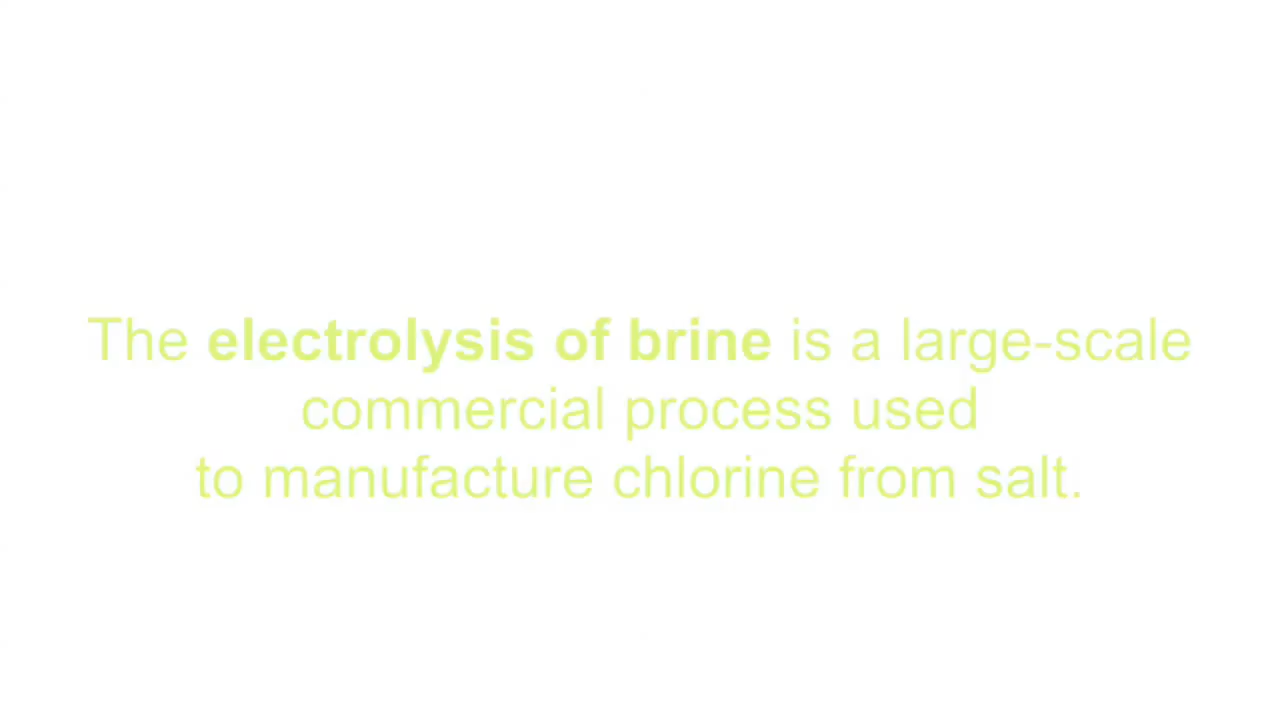 The electrolysis of brine is a large-scale
commercial process used
to manufacture chlorine from salt.